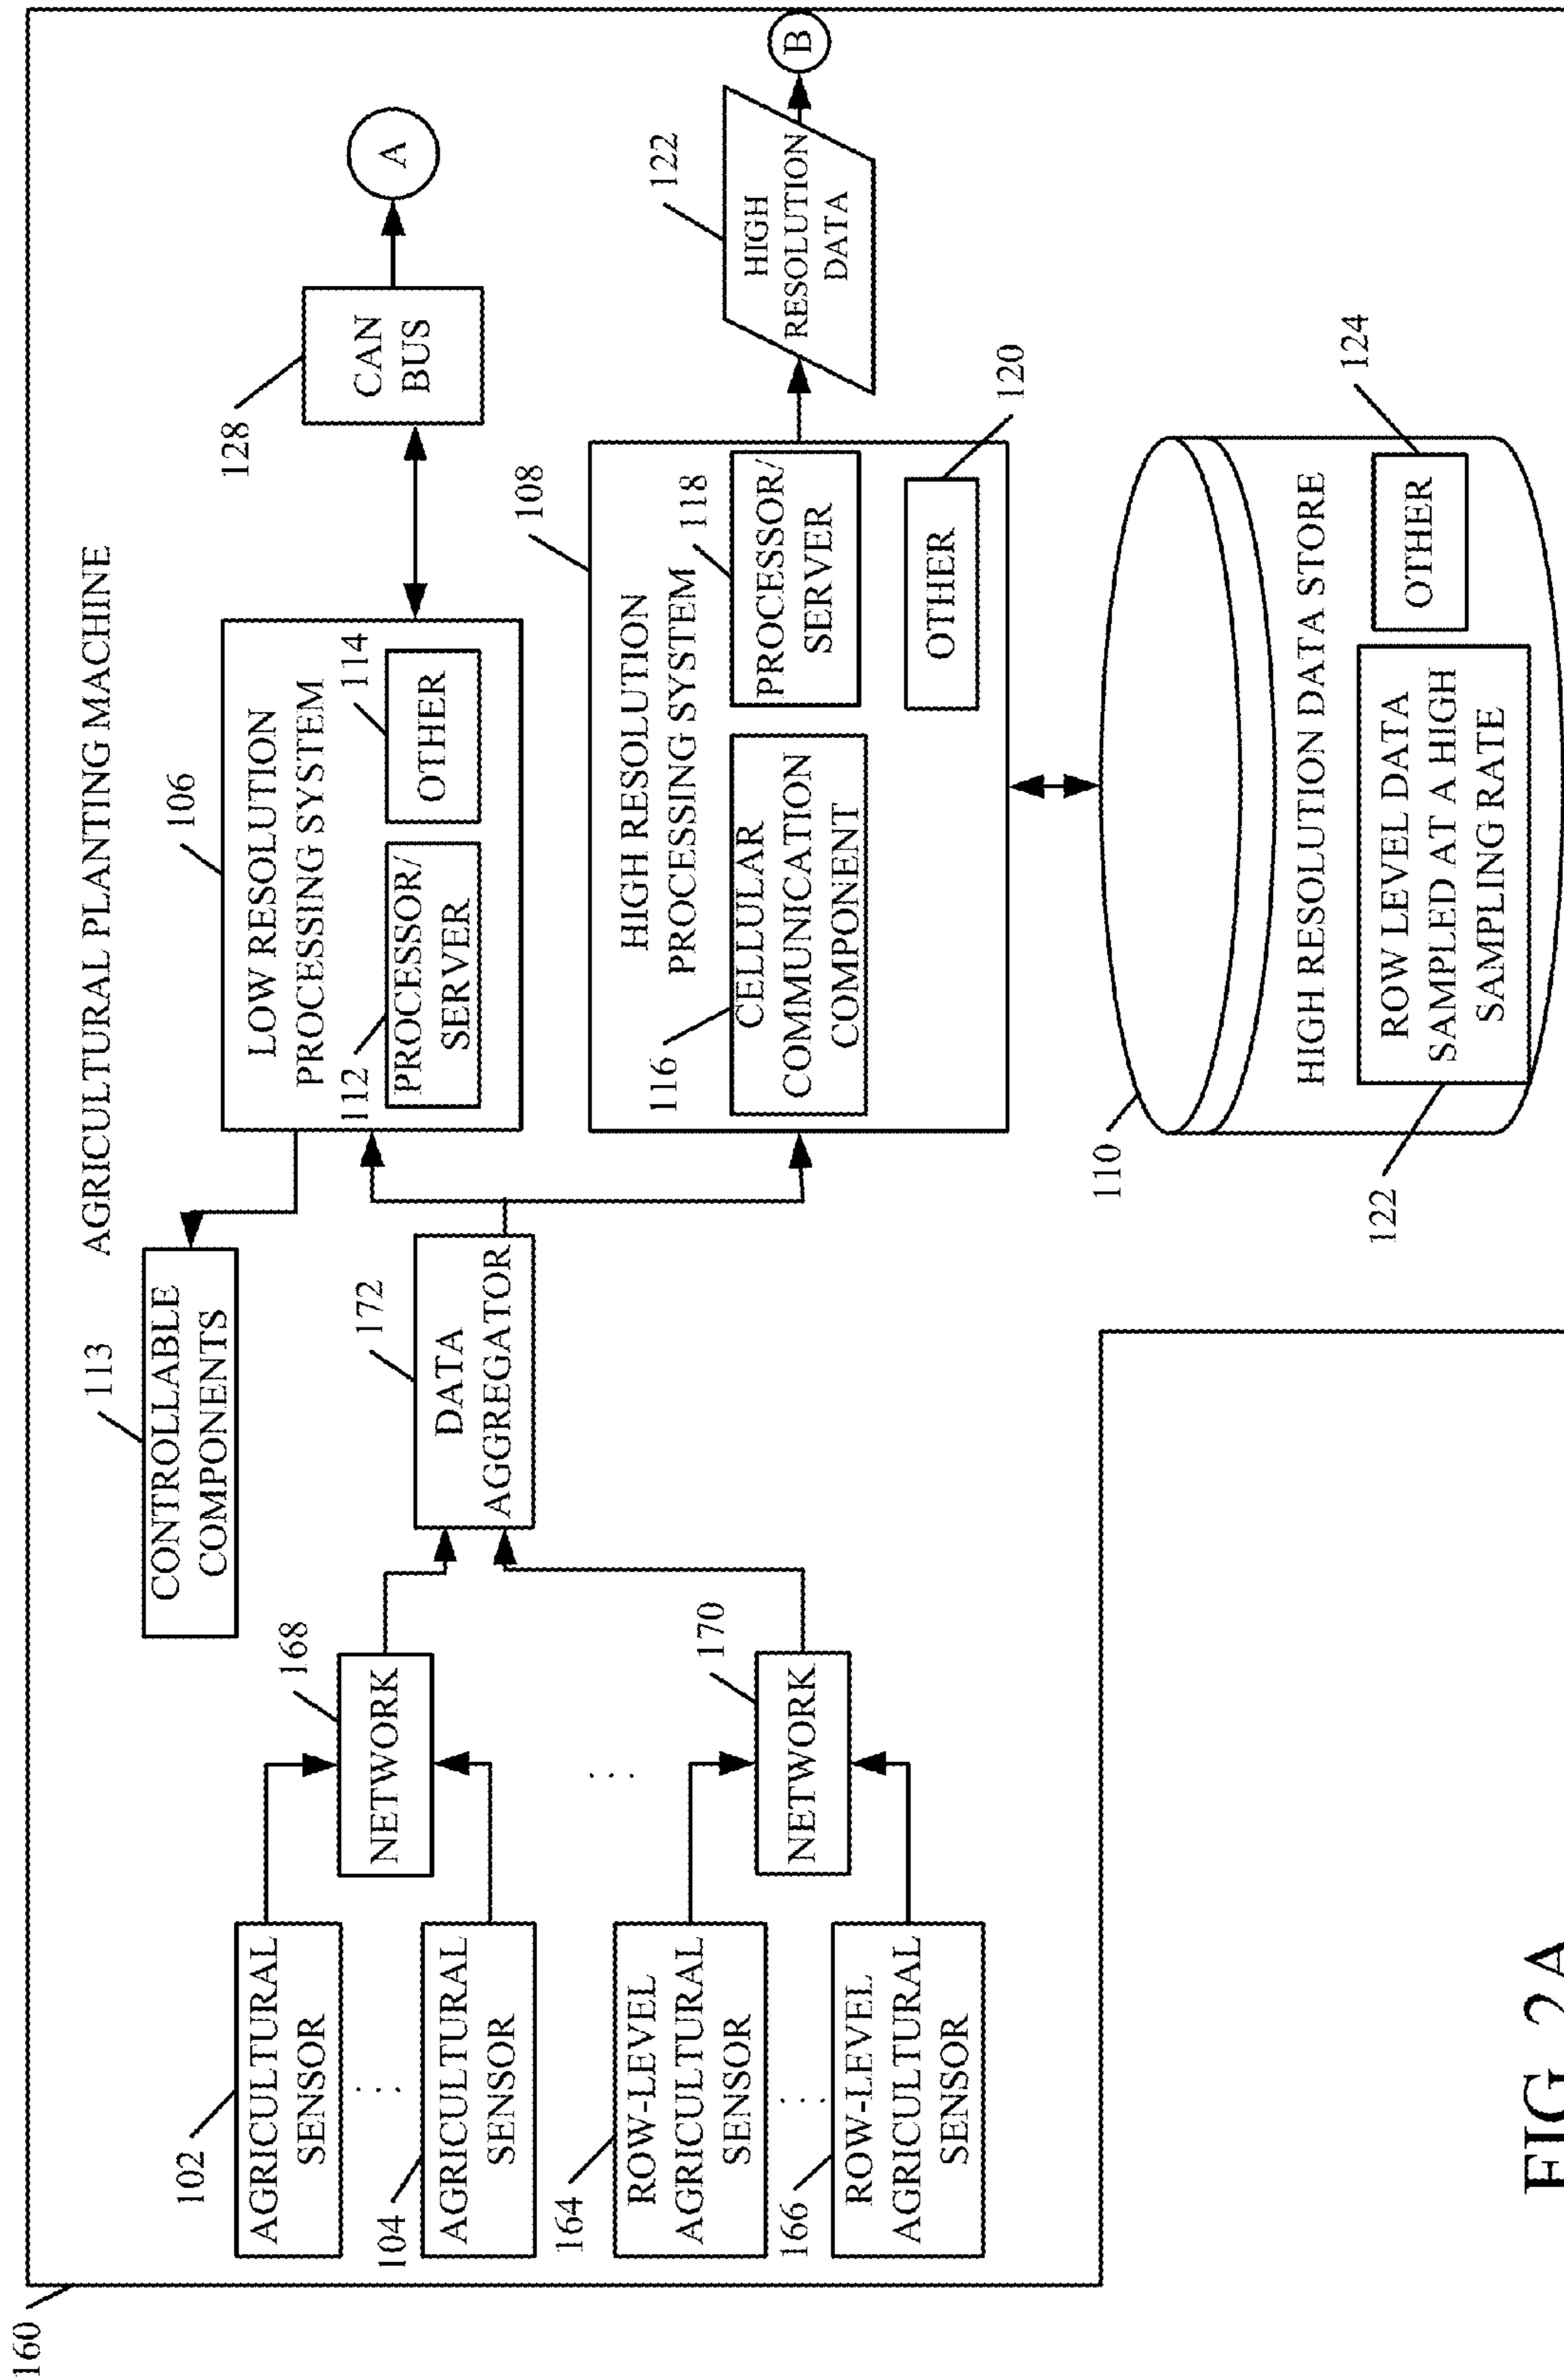 160
AGRICULTURAL PLANTING MACHINE
113
CONTROLLABLE
COMPONENTS
102
AGRICULTURAL
SENSOR
...
104
AGRICULTURAL
SENSOR
168
NETWORK
...
164
ROW-LEVEL
AGRICULTURAL
SENSOR
...
166
ROW-LEVEL
AGRICULTURAL
SENSOR
170
NETWORK
172
DATA
AGGREGATOR
106
LOW RESOLUTION
PROCESSING SYSTEM
112
PROCESSOR/
SERVER
114
OTHER
128
CAN
BUS
A
108
HIGH RESOLUTION
PROCESSING SYSTEM
116
CELLULAR
COMMUNICATION
COMPONENT
118
PROCESSOR/
SERVER
120
OTHER
122
HIGH
RESOLUTION
DATA
B
110
HIGH RESOLUTION DATA STORE
122
ROW LEVEL DATA
SAMPLED AT A HIGH
SAMPLING RATE
124
OTHER
FIG. 2A